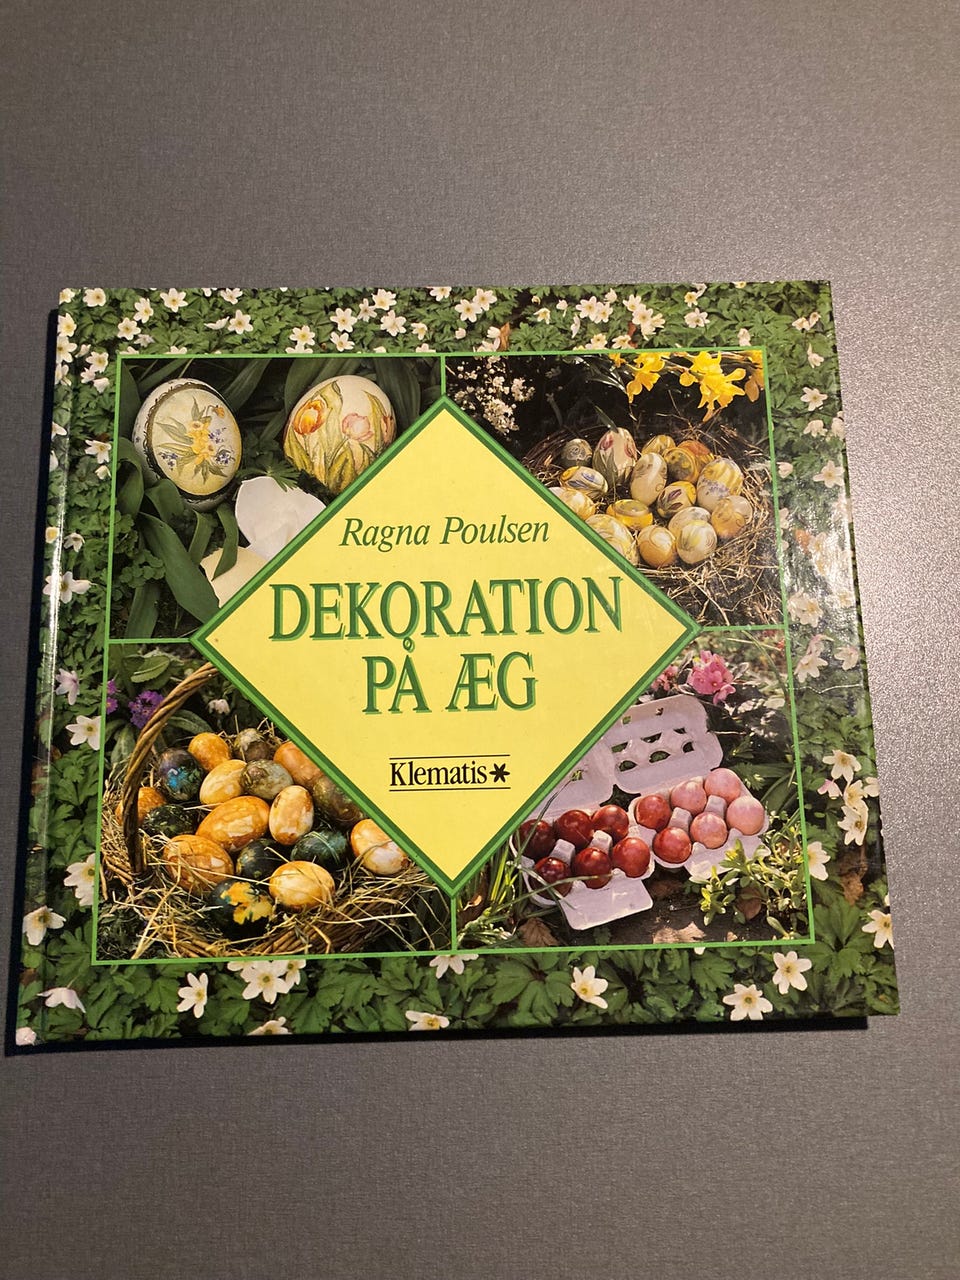 Ragna Poulsen
DEKORATION
PÅ ÆG
Klematis*